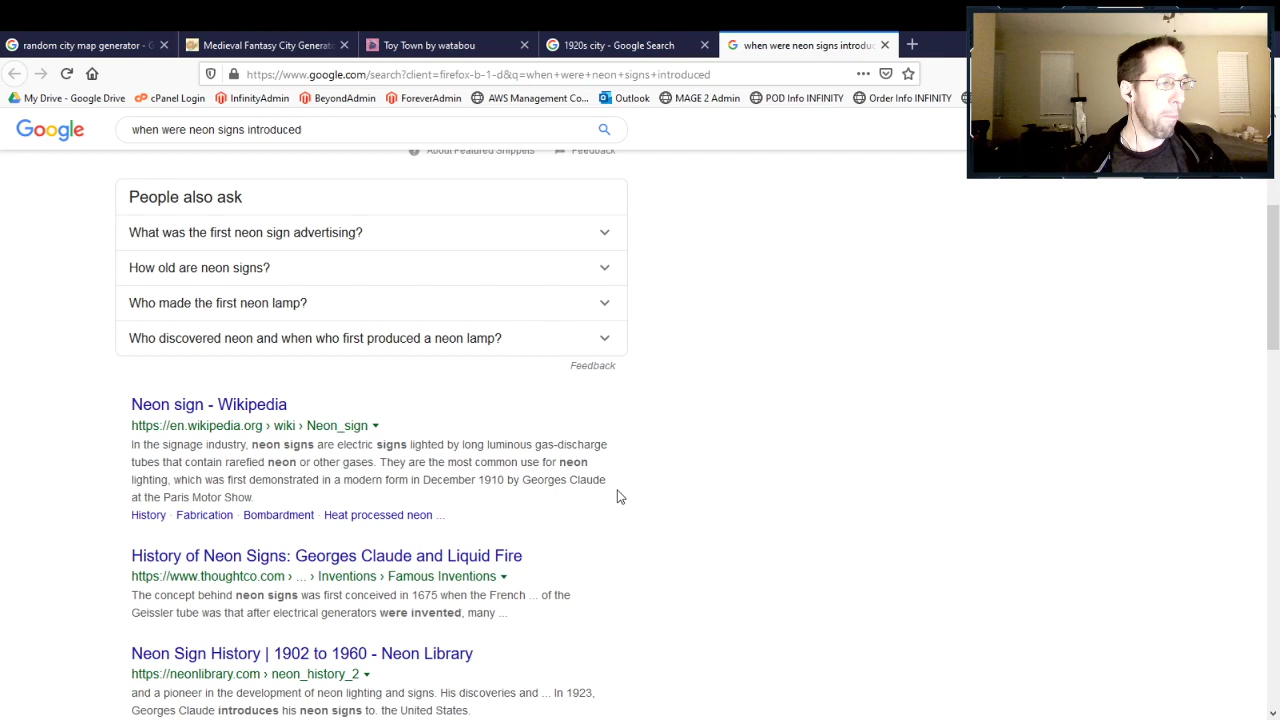 random city map generator
Medieval Fantasy City Generat
Toy Town by watabou
1920s city - Google Search
when were neon signs introduc
https://www.google.com/search?client=firefox-b-1-d&q=when+were+neon+signs+introduced
My Drive - Google Drive
cPanel Login
InfinityAdmin
BeyondAdmin
ForeverAdmin
AWS Management Co...
Outlook
MAGE 2 Admin
POD Info INFINITY
Order Info INFINITY
Google
when were neon signs introduced
About Featured Snippets
Feedback
People also ask
What was the first neon sign advertising?
How old are neon signs?
Who made the first neon lamp?
Who discovered neon and when who first produced a neon lamp?
Feedback
Neon sign - Wikipedia
https://en.wikipedia.org › wiki › Neon_sign
In the signage industry, neon signs are electric signs lighted by long luminous gas-discharge
tubes that contain rarefied neon or other gases. They are the most common use for neon
lighting, which was first demonstrated in a modern form in December 1910 by Georges Claude
at the Paris Motor Show.
History · Fabrication · Bombardment · Heat processed neon ...
History of Neon Signs: Georges Claude and Liquid Fire
https://www.thoughtco.com › ... › Inventions › Famous Inventions
The concept behind neon signs was first conceived in 1675 when the French ... of the
Geissler tube was that after electrical generators were invented, many ...
Neon Sign History | 1902 to 1960 - Neon Library
https://neonlibrary.com › neon_history_2
and a pioneer in the development of neon lighting and signs. His discoveries and ... In 1923,
Georges Claude introduces his neon signs to. the United States.